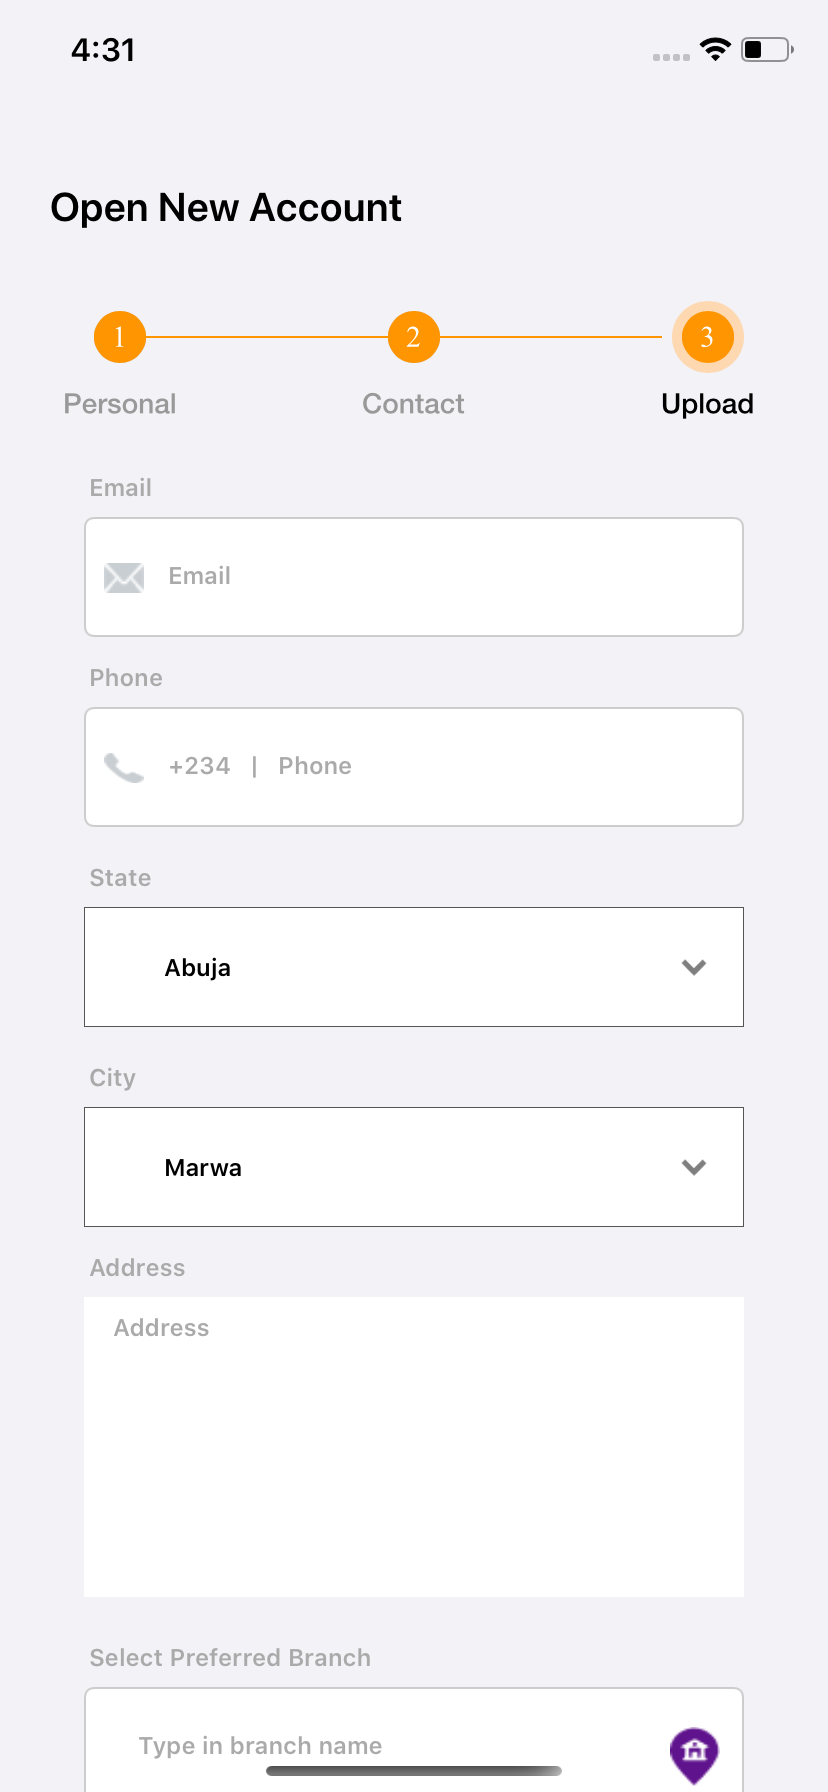 4:31
Open New Account
1 2 3
Personal Contact Upload
Email
Email
Phone
+234 | Phone
State
Abuja
City
Marwa
Address
Address
Select Preferred Branch
Type in branch name